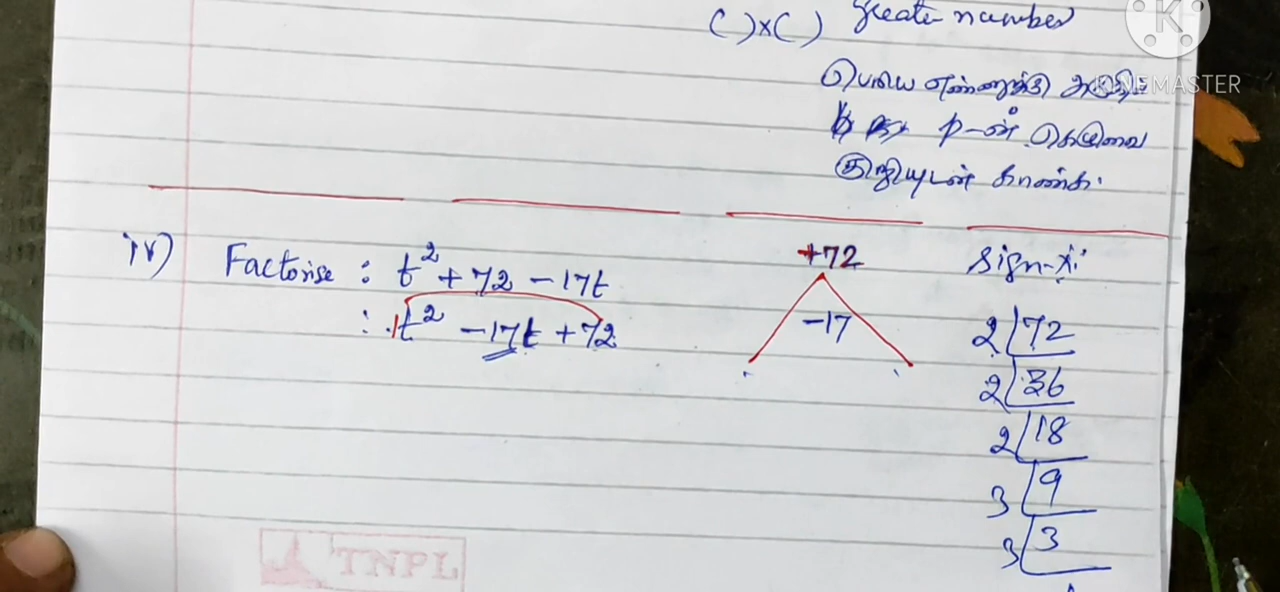 ( )x( ) Greater number
பெரிய எண்ணுக்கு
KINEMASTER
p-ன் கெழுவை
குறியுடன் காண்க.
iv) Factorise : t² + 72 - 17t
: 1t² - 17t + 72
+72
-17
Sign-
2 | 72
2 | 36
2 | 18
3 | 9
3 | 3
TNPL